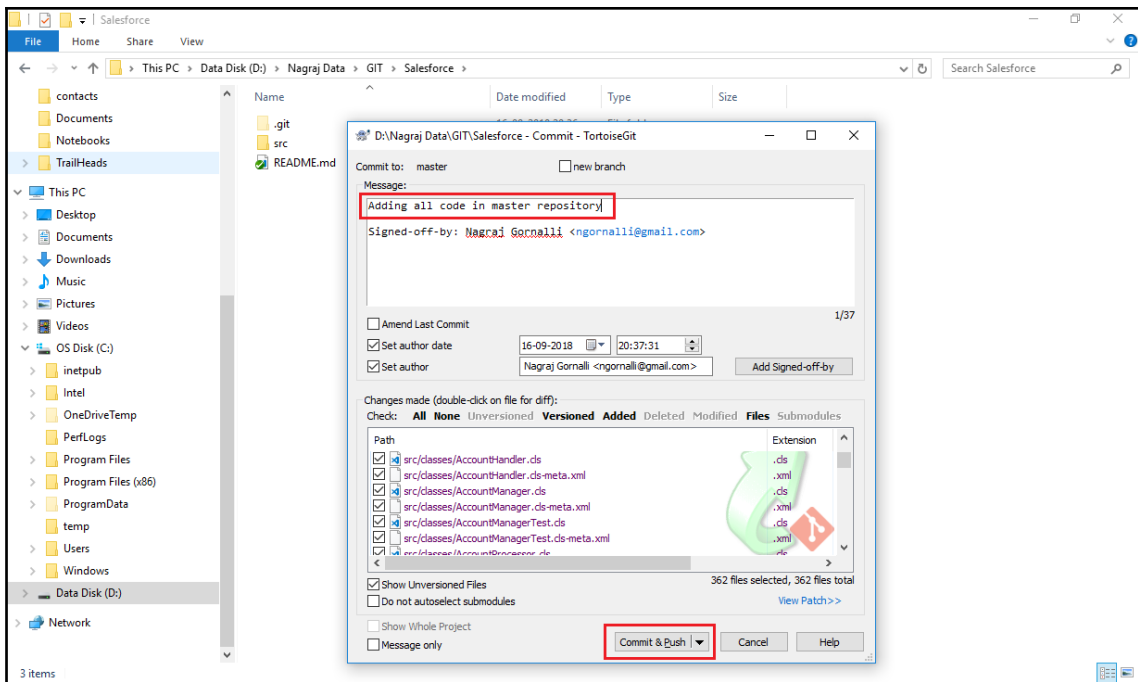 Salesforce
File Home Share View
This PC > Data Disk (D:) > Nagraj Data > GIT > Salesforce >
Search Salesforce
contacts
Documents
Notebooks
TrailHeads
This PC
Desktop
Documents
Downloads
Music
Pictures
Videos
OS Disk (C:)
inetpub
Intel
OneDriveTemp
PerfLogs
Program Files
Program Files (x86)
ProgramData
temp
Users
Windows
Data Disk (D:)
Network
3 items
Name Date modified Type Size
.git
src
README.md
D:\Nagraj Data\GIT\Salesforce - Commit - TortoiseGit
Commit to: master new branch
Message:
Adding all code in master repository
Signed-off-by: Nagraj Gornalli <ngornalli@gmail.com>
1/37
Amend Last Commit
Set author date 16-09-2018 20:37:31
Set author Nagraj Gornalli <ngornalli@gmail.com> Add Signed-off-by
Changes made (double-click on file for diff):
Check: All None Unversioned Versioned Added Deleted Modified Files Submodules
Path Extension
src/classes/AccountHandler.cls .cls
src/classes/AccountHandler.cls-meta.xml .xml
src/classes/AccountManager.cls .cls
src/classes/AccountManager.cls-meta.xml .xml
src/classes/AccountManagerTest.cls .cls
src/classes/AccountManagerTest.cls-meta.xml .xml
src/classes/AccountProcessor.cls .cls
Show Unversioned Files 362 files selected, 362 files total
Do not autoselect submodules View Patch>>
Show Whole Project
Message only
Commit & Push Cancel Help